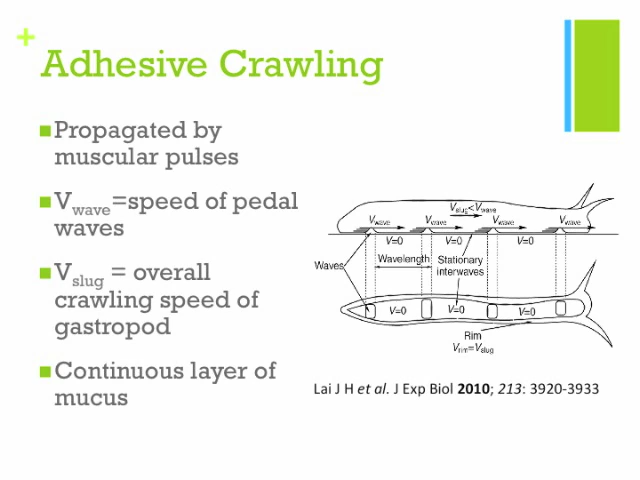 +
Adhesive Crawling
■Propagated by
muscular pulses
■Vwave=speed of pedal
waves
■Vslug = overall
crawling speed of
gastropod
■Continuous layer of
mucus
Vslug<Vwave
Vwave Vwave Vwave Vwave
V=0 V=0 V=0
Waves Wavelength Stationary
interwaves
V=0 V=0 V=0
Rim
Vrim=Vslug
Lai J H et al. J Exp Biol 2010; 213: 3920-3933